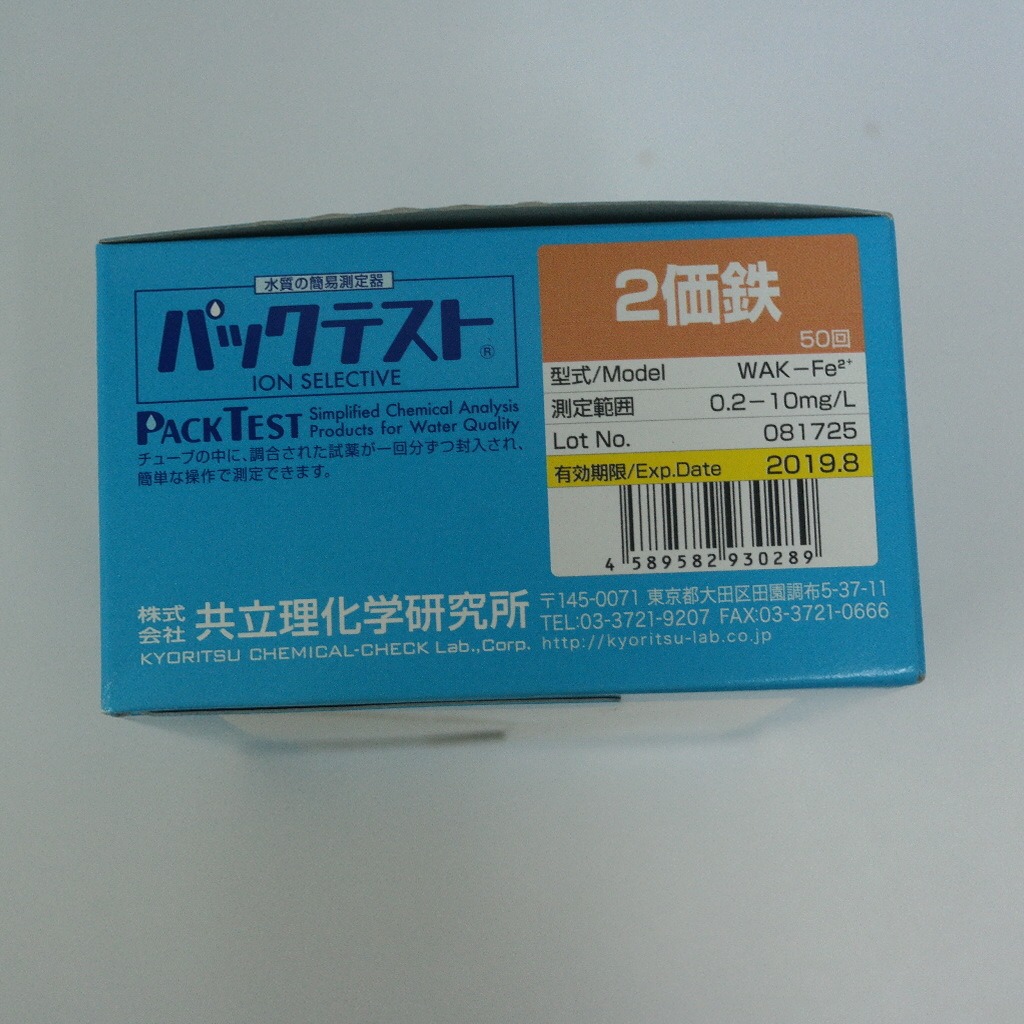 水質の簡易測定器
パックテスト®
ION SELECTIVE
PACKTEST Simplified Chemical Analysis
Products for Water Quality
チューブの中に、調合された試薬が一回分ずつ封入され、
簡単な操作で測定できます。
2価鉄
50回
型式/Model WAK-Fe²⁺
測定範囲 0.2-10mg/L
Lot No. 081725
有効期限/Exp.Date 2019.8
4 589582 930289
株式会社 共立理化学研究所
KYORITSU CHEMICAL-CHECK Lab.,Corp.
〒145-0071 東京都大田区田園調布5-37-11
TEL:03-3721-9207 FAX:03-3721-0666
http://kyoritsu-lab.co.jp